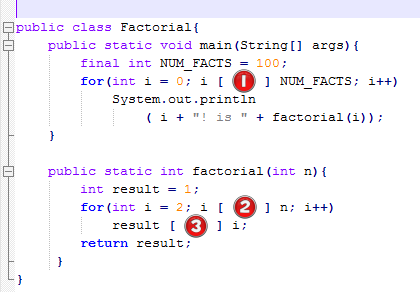 public class Factorial{
public static void main(String[] args){
final int NUM_FACTS = 100;
for(int i = 0; i [ 1 ] NUM_FACTS; i++)
System.out.println
( i + "! is " + factorial(i));
}
public static int factorial(int n){
int result = 1;
for(int i = 2; i [ 2 ] n; i++)
result [ 3 ] i;
return result;
}
}